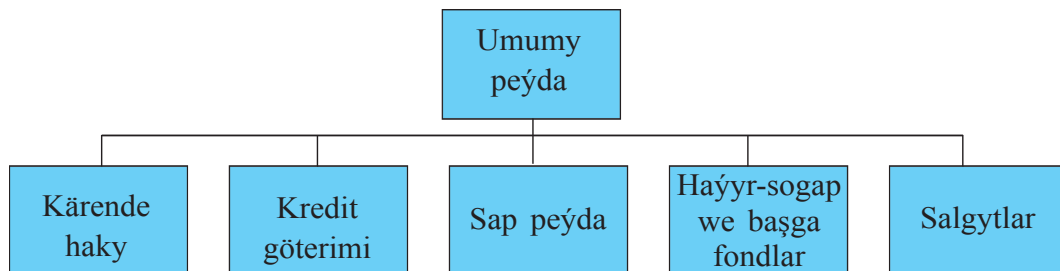 Umumy
peýda
Kärende
haky
Kredit
göterimi
Sap peýda
Haýyr-sogap
we başga
fondlar
Salgytlar